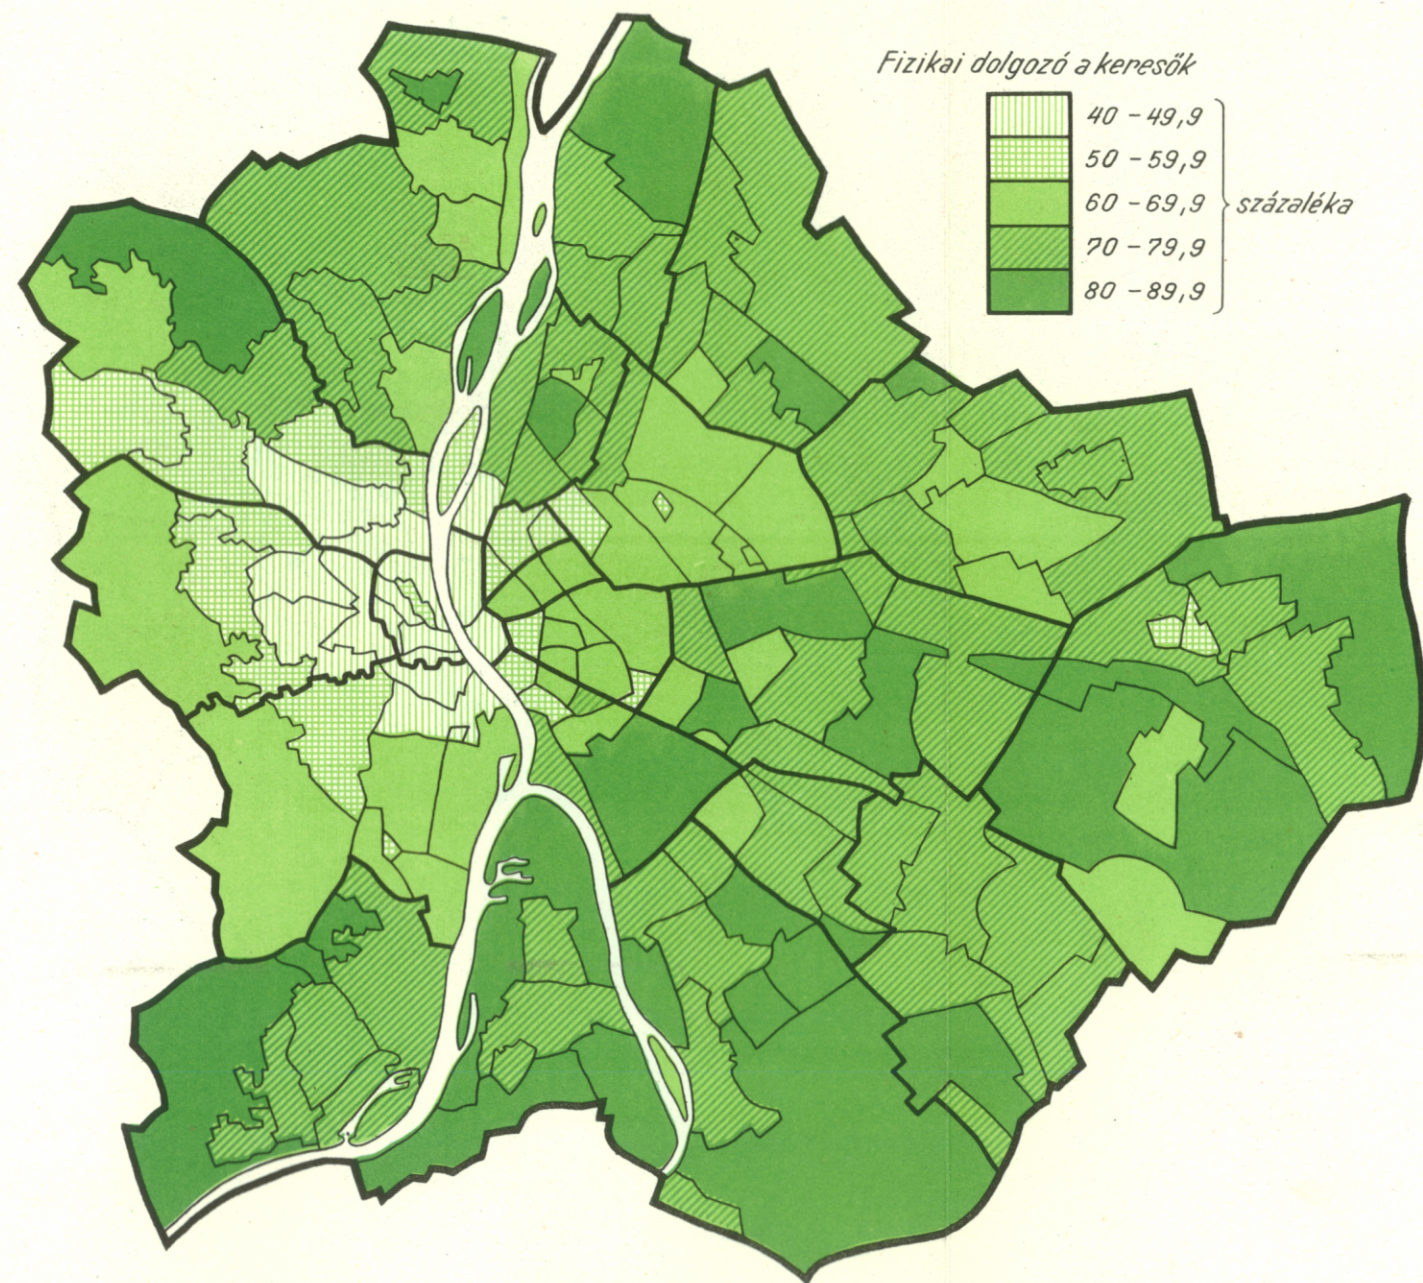 Fizikai dolgozó a keresők
40 – 49,9
50 – 59,9
60 – 69,9
70 – 79,9
80 – 89,9
százaléka